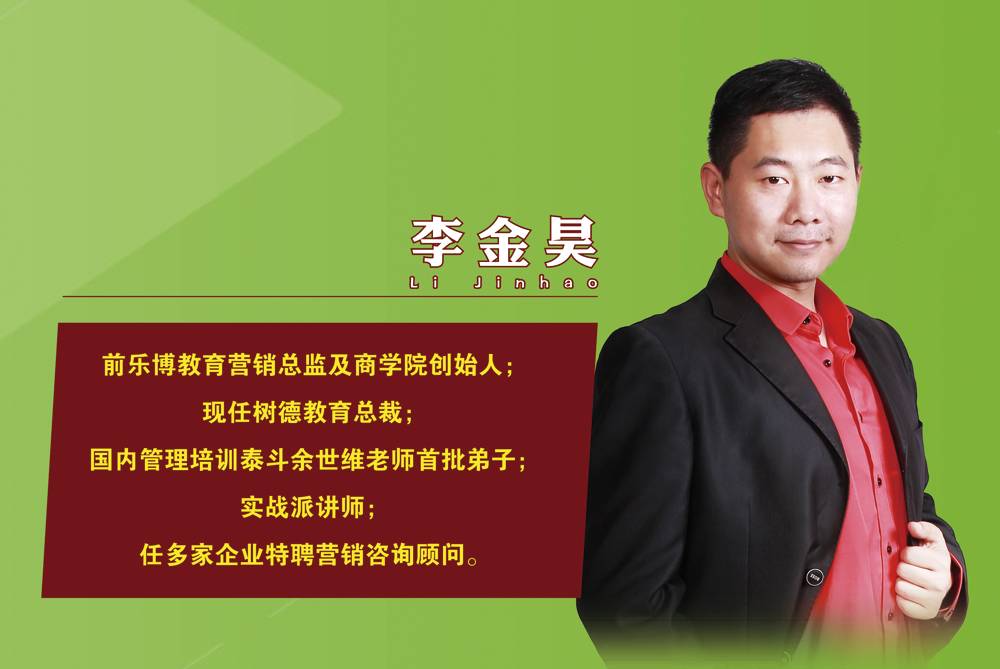 李金昊
Li Jinhao
前乐博教育营销总监及商学院创始人；
现任树德教育总裁；
国内管理培训泰斗余世维老师首批弟子；
实战派讲师；
任多家企业特聘营销咨询顾问。